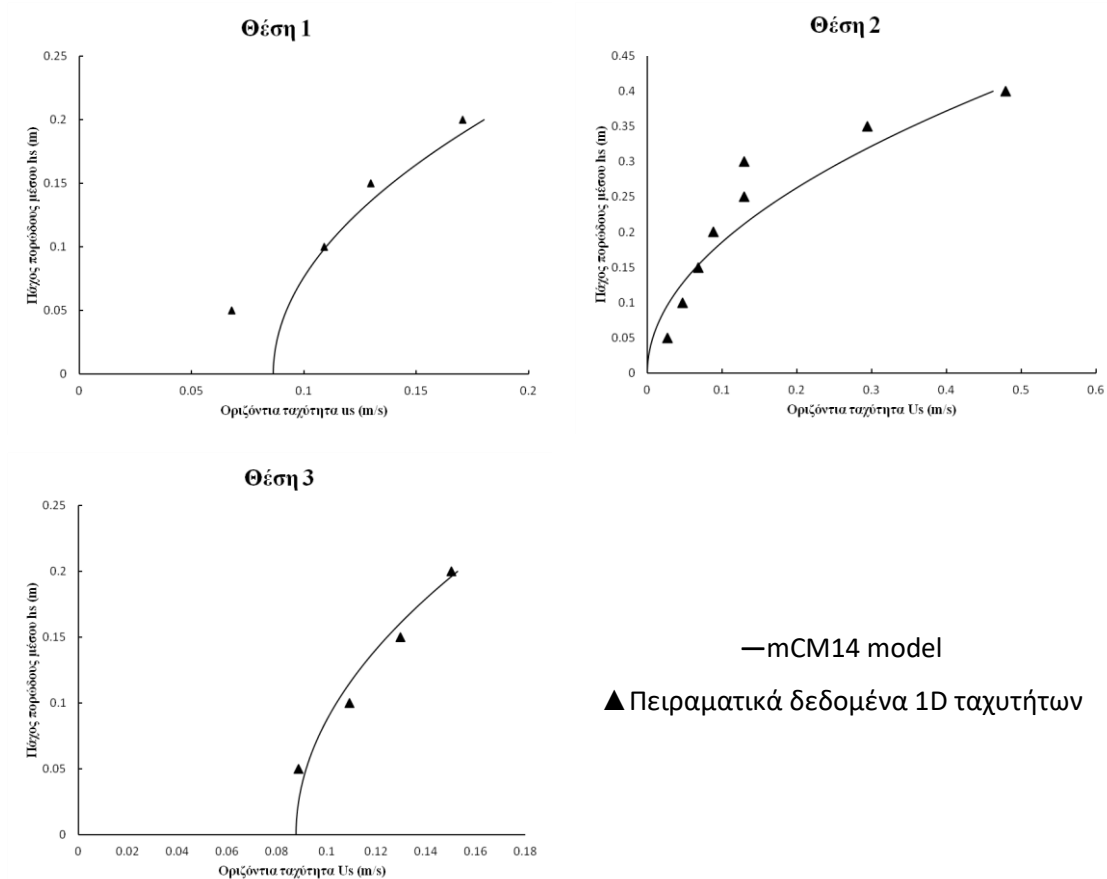 Θέση 1
0.25
0.2
0.15
0.1
0.05
0
Πάχος πορώδους μέσου hs (m)
0 0.05 0.1 0.15 0.2
Οριζόντια ταχύτητα us (m/s)
Θέση 2
0.45
0.4
0.35
0.3
0.25
0.2
0.15
0.1
0.05
0
Πάχος πορώδους μέσου hs (m)
0 0.1 0.2 0.3 0.4 0.5 0.6
Οριζόντια ταχύτητα Us (m/s)
Θέση 3
0.25
0.2
0.15
0.1
0.05
0
Πάχος πορώδους μέσου hs (m)
0 0.02 0.04 0.06 0.08 0.1 0.12 0.14 0.16 0.18
Οριζόντια ταχύτητα Us (m/s)
mCM14 model
Πειραματικά δεδομένα 1D ταχυτήτων